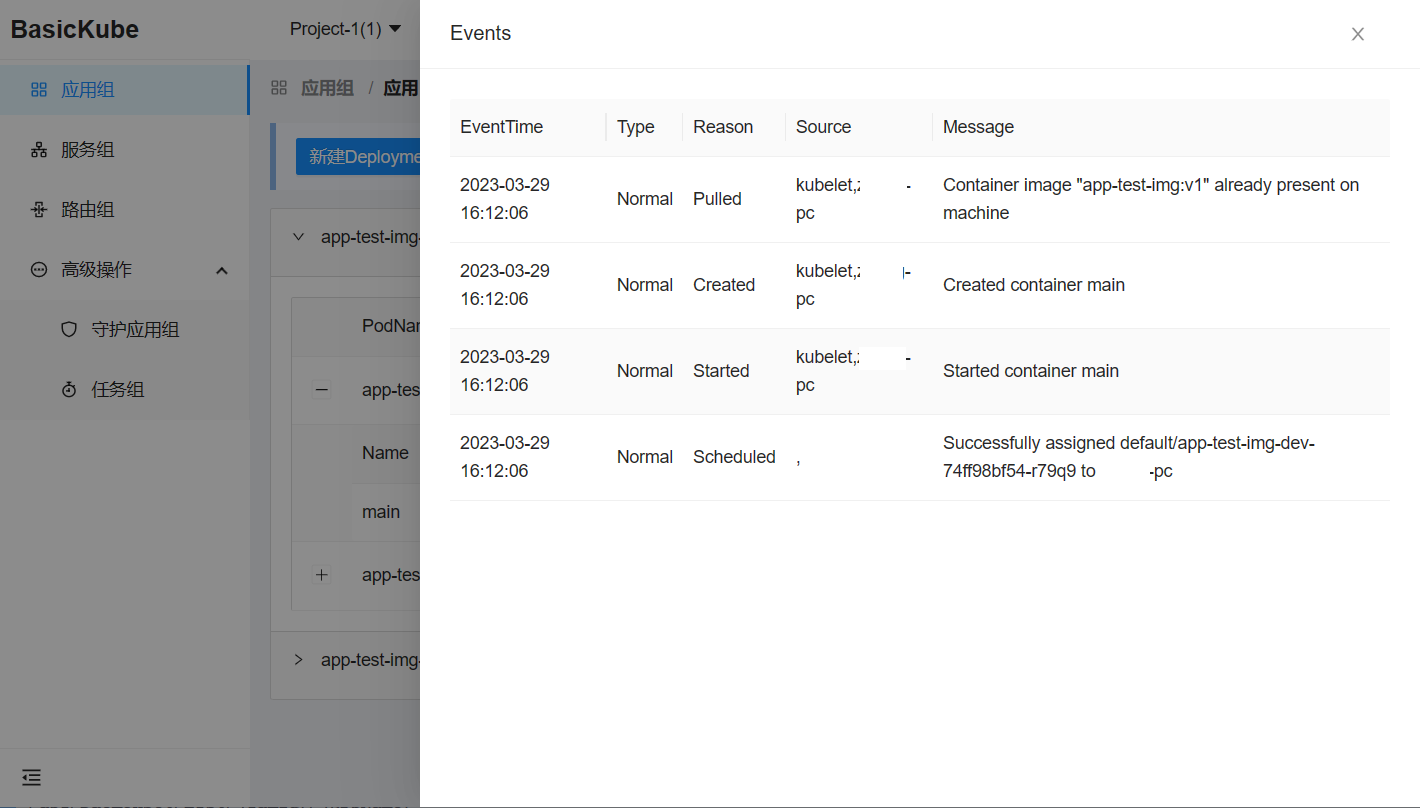 BasicKube
Project-1(1)
应用组
服务组
路由组
高级操作
守护应用组
任务组
应用组 / 应用
新建Deployme
app-test-img-
PodNar
app-tes
Name
main
app-tes
app-test-img-
Events
EventTime Type Reason Source Message
2023-03-29
16:12:06
Normal Pulled
kubelet,
-
pc
Container image "app-test-img:v1" already present on
machine
2023-03-29
16:12:06
Normal Created
kubelet,
-
pc
Created container main
2023-03-29
16:12:06
Normal Started
kubelet,
-
pc
Started container main
2023-03-29
16:12:06
Normal Scheduled ,
Successfully assigned default/app-test-img-dev-
74ff98bf54-r79q9 to -pc